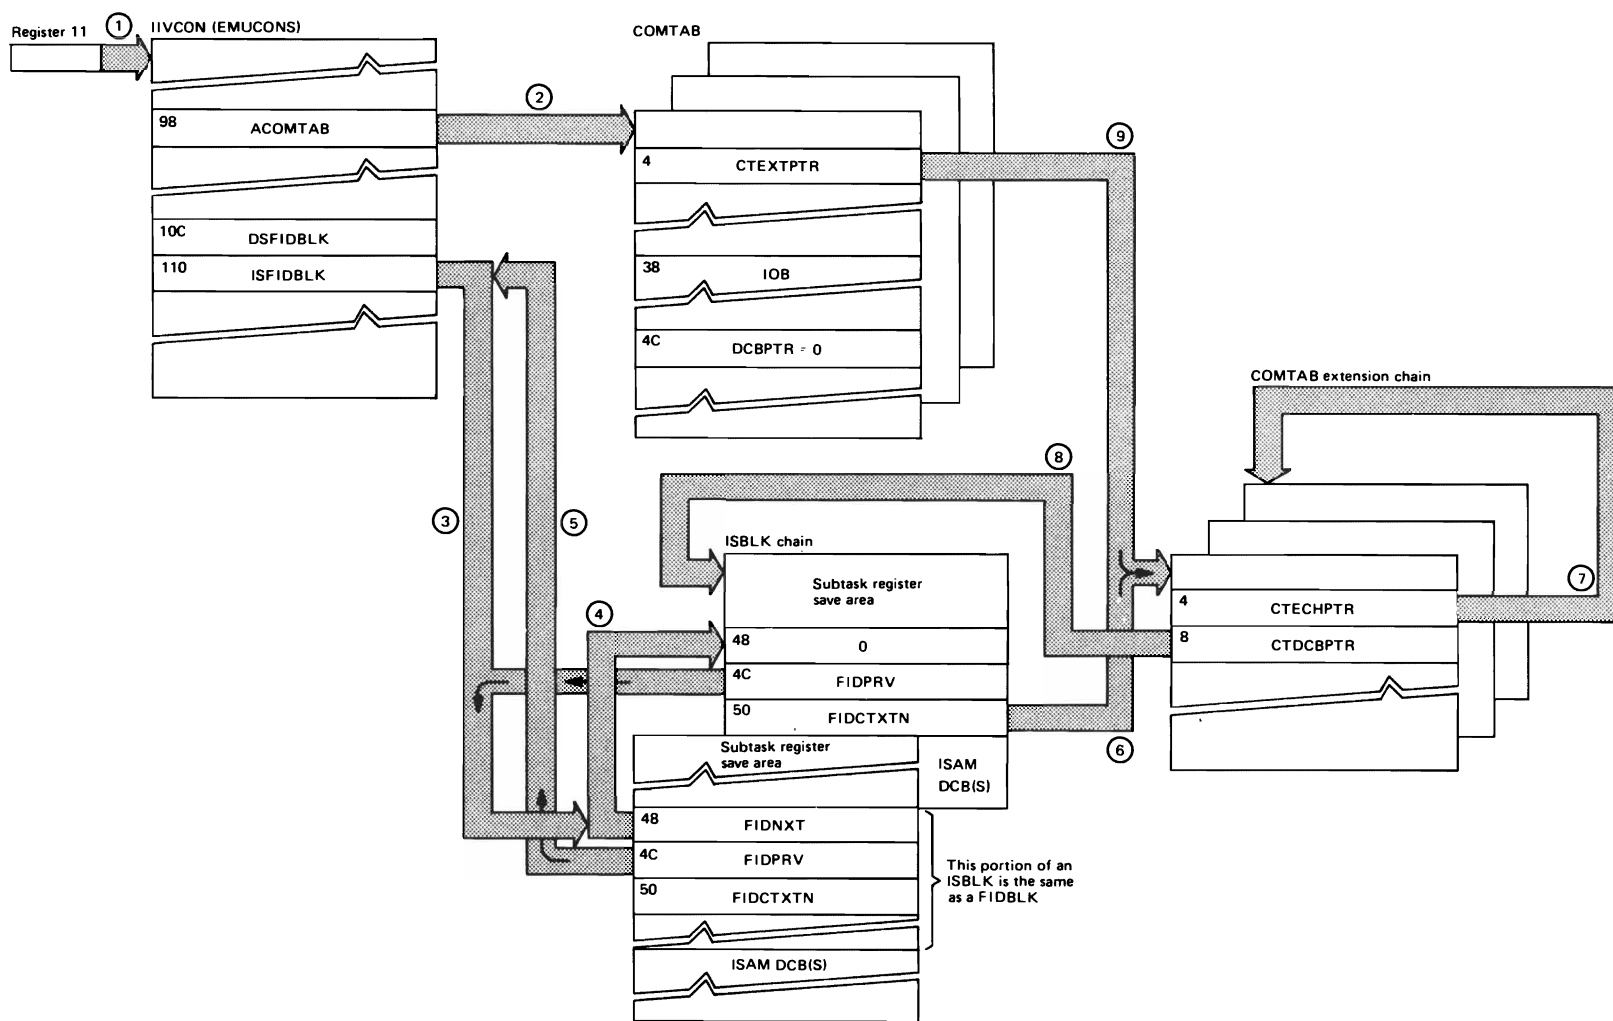 Register 11
1
IIVCON (EMUCONS)
98
ACOMTAB
10C
DSFIDBLK
110
ISFIDBLK
2
COMTAB
4
CTEXTPTR
38
IOB
4C
DCBPTR = 0
9
COMTAB extension chain
4
CTECHPTR
8
CTDCBPTR
7
8
3
5
ISBLK chain
Subtask register
save area
4
48
0
4C
FIDPRV
50
FIDCTXTN
6
ISAM
DCB(S)
Subtask register
save area
48
FIDNXT
4C
FIDPRV
50
FIDCTXTN
ISAM DCB(S)
This portion of an
ISBLK is the same
as a FIDBLK